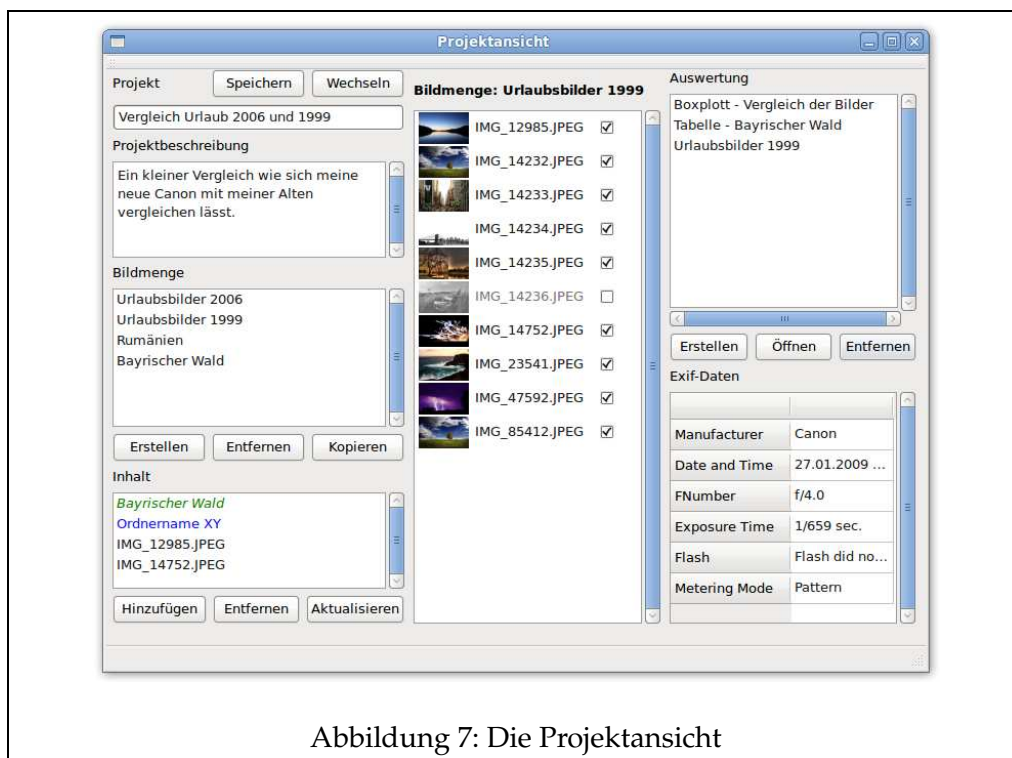 Projektansicht
Projekt
Speichern
Wechseln
Vergleich Urlaub 2006 und 1999
Projektbeschreibung
Ein kleiner Vergleich wie sich meine
neue Canon mit meiner Alten
vergleichen lässt.
Bildmenge
Urlaubsbilder 2006
Urlaubsbilder 1999
Rumänien
Bayrischer Wald
Erstellen
Entfernen
Kopieren
Inhalt
Bayrischer Wald
Ordnername XY
IMG_12985.JPEG
IMG_14752.JPEG
Hinzufügen
Entfernen
Aktualisieren
Bildmenge: Urlaubsbilder 1999
IMG_12985.JPEG
IMG_14232.JPEG
IMG_14233.JPEG
IMG_14234.JPEG
IMG_14235.JPEG
IMG_14236.JPEG
IMG_14752.JPEG
IMG_23541.JPEG
IMG_47592.JPEG
IMG_85412.JPEG
Auswertung
Boxplott - Vergleich der Bilder
Tabelle - Bayrischer Wald
Urlaubsbilder 1999
Erstellen
Öffnen
Entfernen
Exif-Daten
Manufacturer Canon
Date and Time 27.01.2009 ...
FNumber f/4.0
Exposure Time 1/659 sec.
Flash Flash did no...
Metering Mode Pattern
Abbildung 7: Die Projektansicht